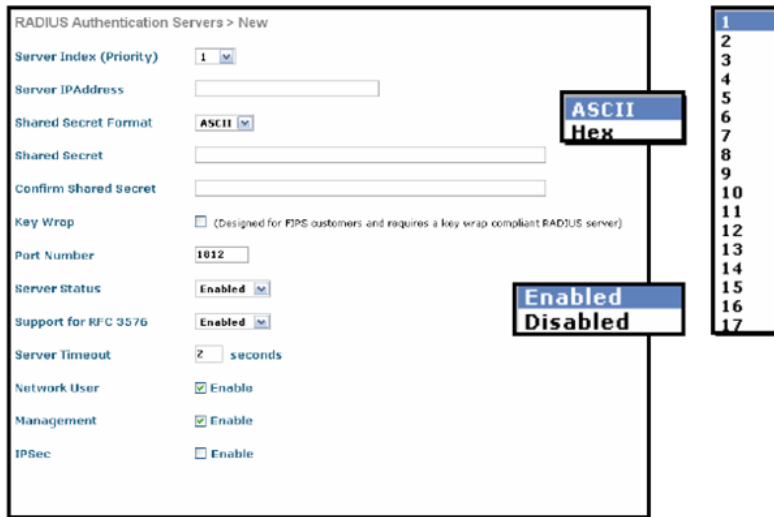 RADIUS Authentication Servers > New
Server Index (Priority) 1
Server IPAddress
Shared Secret Format ASCII
Shared Secret
Confirm Shared Secret
Key Wrap (Designed for FIPS customers and requires a key wrap compliant RADIUS server)
Port Number 1812
Server Status Enabled
Support for RFC 3576 Enabled
Server Timeout 2 seconds
Network User Enable
Management Enable
IPSec Enable
ASCII
Hex
Enabled
Disabled
1
2
3
4
5
6
7
8
9
10
11
12
13
14
15
16
17